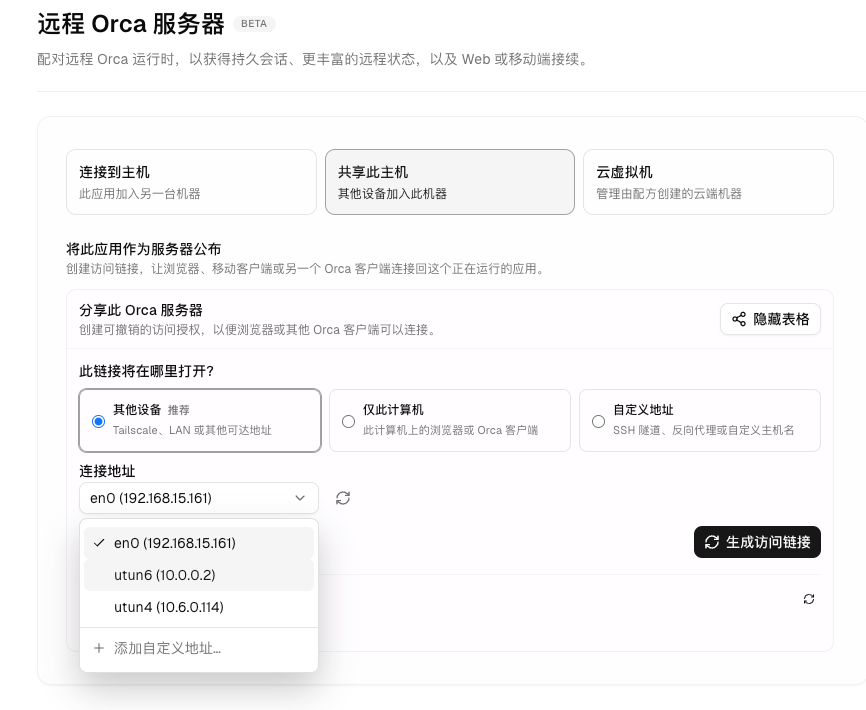 远程 Orca 服务器 BETA
配对远程 Orca 运行时，以获得持久会话、更丰富的远程状态，以及 Web 或移动端接续。
连接到主机
此应用加入另一台机器
共享此主机
其他设备加入此机器
云虚拟机
管理由配方创建的云端机器
将此应用作为服务器公布
创建访问链接，让浏览器、移动客户端或另一个 Orca 客户端连接回这个正在运行的应用。
分享此 Orca 服务器
创建可撤销的访问授权，以便浏览器或其他 Orca 客户端可以连接。
隐藏表格
此链接将在哪里打开?
其他设备 推荐
Tailscale、LAN 或其他可达地址
仅此计算机
此计算机上的浏览器或 Orca 客户端
自定义地址
SSH 隧道、反向代理或自定义主机名
连接地址
en0 (192.168.15.161)
en0 (192.168.15.161)
utun6 (10.0.0.2)
utun4 (10.6.0.114)
添加自定义地址...
生成访问链接